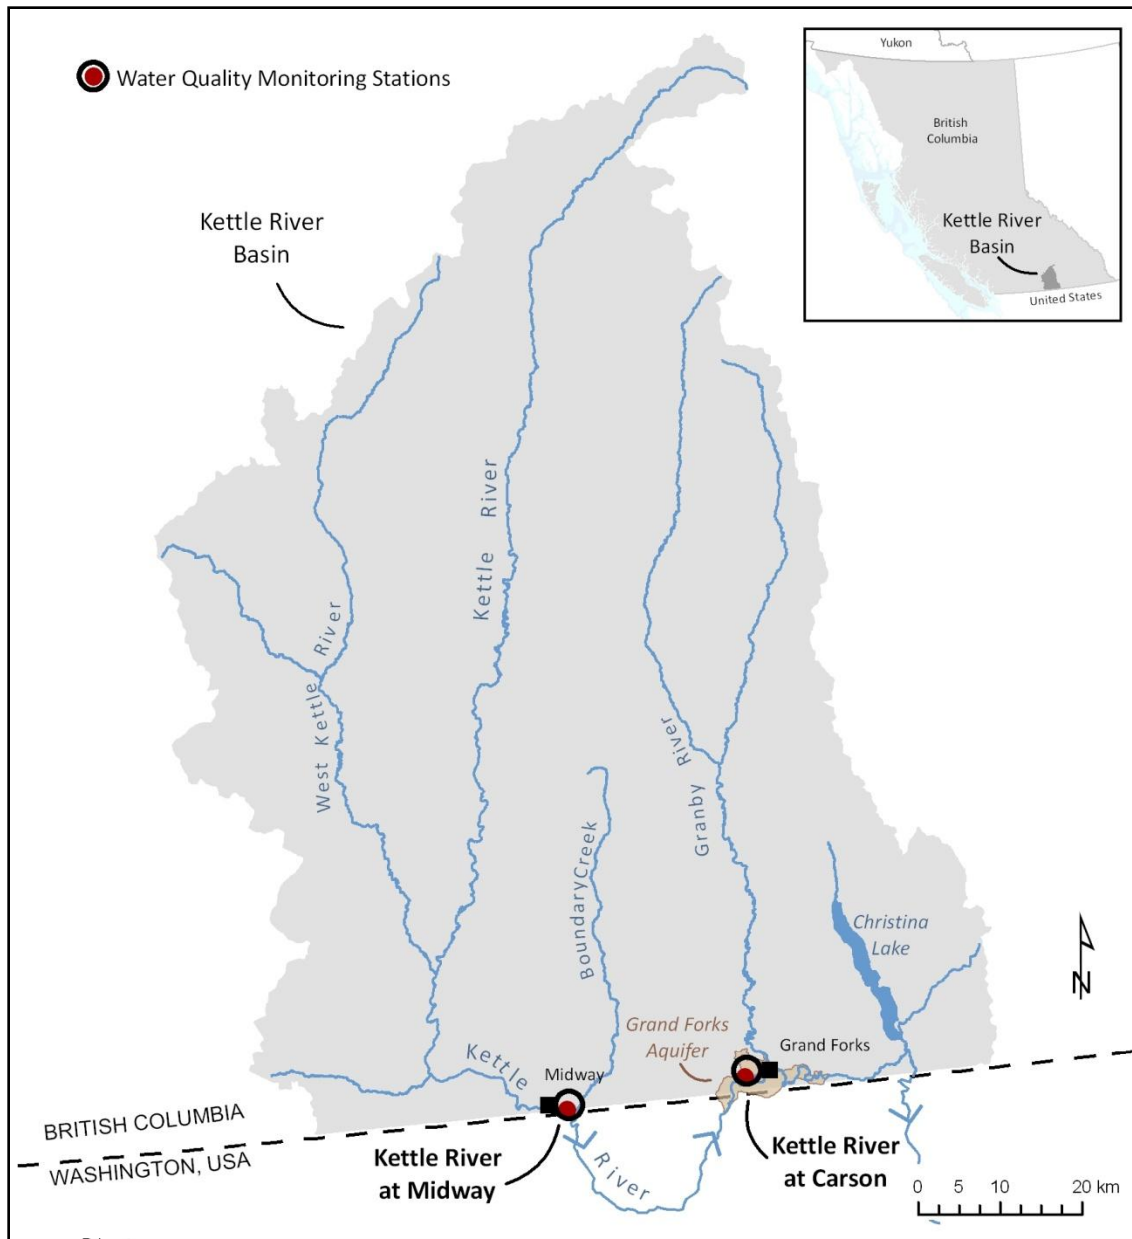 Water Quality Monitoring Stations
Yukon
British
Columbia
Kettle River
Basin
United States
Kettle River
Basin
Kettle River
West Kettle River
Granby River
BoundaryCreek
Christina
Lake
N
Grand Forks
Aquifer
Grand Forks
Kettle
Midway
River
BRITISH COLUMBIA
WASHINGTON, USA
Kettle River
at Midway
Kettle River
at Carson
0 5 10 20 km